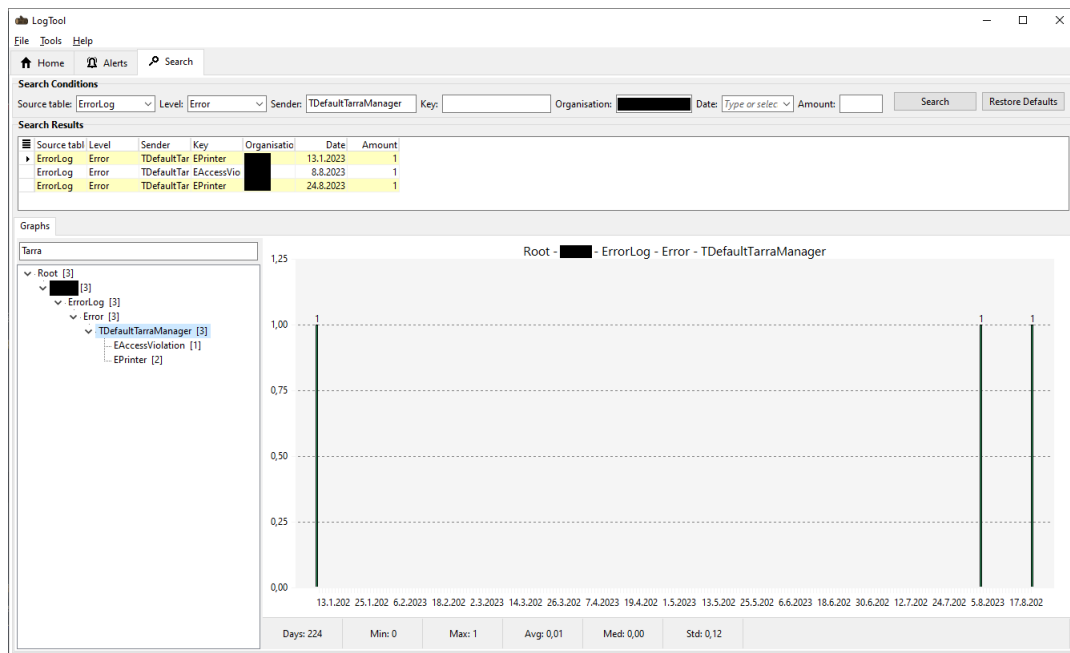 LogTool
File Tools Help
Home Alerts Search
Search Conditions
Source table: ErrorLog Level: Error Sender: TDefaultTarraManager Key: Organisation: Date: Type or selec Amount: Search Restore Defaults
Search Results
Source tabl Level Sender Key Organisatio Date Amount
ErrorLog Error TDefaultTar EPrinter 13.1.2023 1
ErrorLog Error TDefaultTar EAccessVio 8.8.2023 1
ErrorLog Error TDefaultTar EPrinter 24.8.2023 1
Graphs
Tarra
Root [3]
[3]
ErrorLog [3]
Error [3]
TDefaultTarraManager [3]
EAccessViolation [1]
EPrinter [2]
Root - - ErrorLog - Error - TDefaultTarraManager
1,25
1 1 1
1,00
0,75
0,50
0,25
0,00
13.1.202 25.1.202 6.2.2023 18.2.202 2.3.2023 14.3.202 26.3.202 7.4.2023 19.4.202 1.5.2023 13.5.202 25.5.202 6.6.2023 18.6.202 30.6.202 12.7.202 24.7.202 5.8.2023 17.8.202
Days: 224 Min: 0 Max: 1 Avg: 0,01 Med: 0,00 Std: 0,12